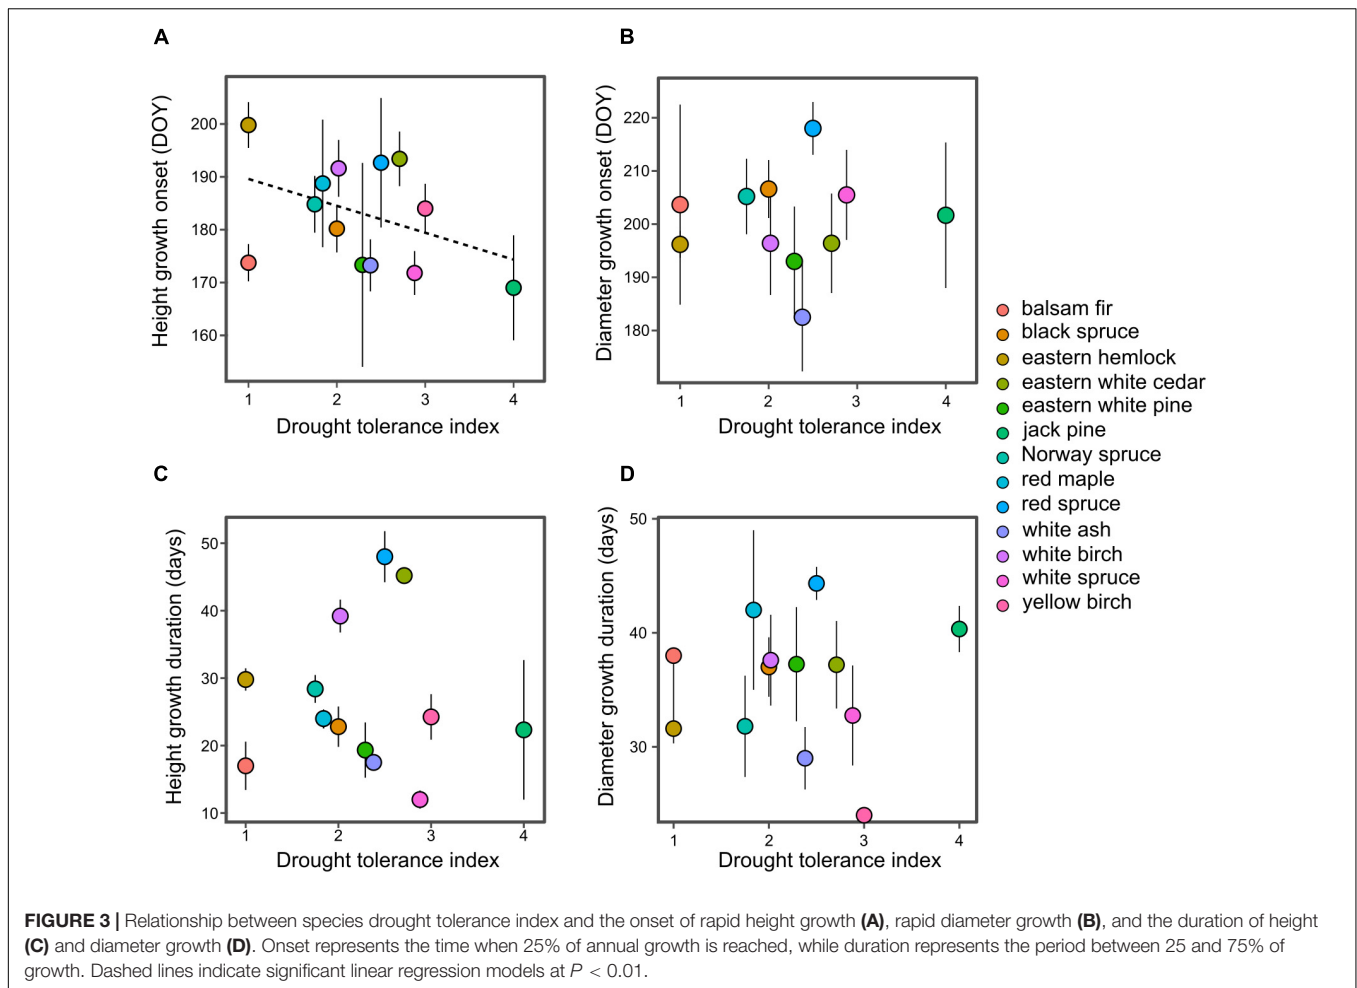 A
B
Height growth onset (DOY)
200
190
180
170
160
1 2 3 4
Drought tolerance index
Diameter growth onset (DOY)
220
210
200
190
180
1 2 3 4
Drought tolerance index
balsam fir
black spruce
eastern hemlock
eastern white cedar
eastern white pine
jack pine
Norway spruce
red maple
red spruce
white ash
white birch
white spruce
yellow birch
C
D
Height growth duration (days)
50
40
30
20
10
1 2 3 4
Drought tolerance index
Diameter growth duration (days)
50
40
30
1 2 3 4
Drought tolerance index
FIGURE 3 | Relationship between species drought tolerance index and the onset of rapid height growth (A), rapid diameter growth (B), and the duration of height
(C) and diameter growth (D). Onset represents the time when 25% of annual growth is reached, while duration represents the period between 25 and 75% of
growth. Dashed lines indicate significant linear regression models at P < 0.01.